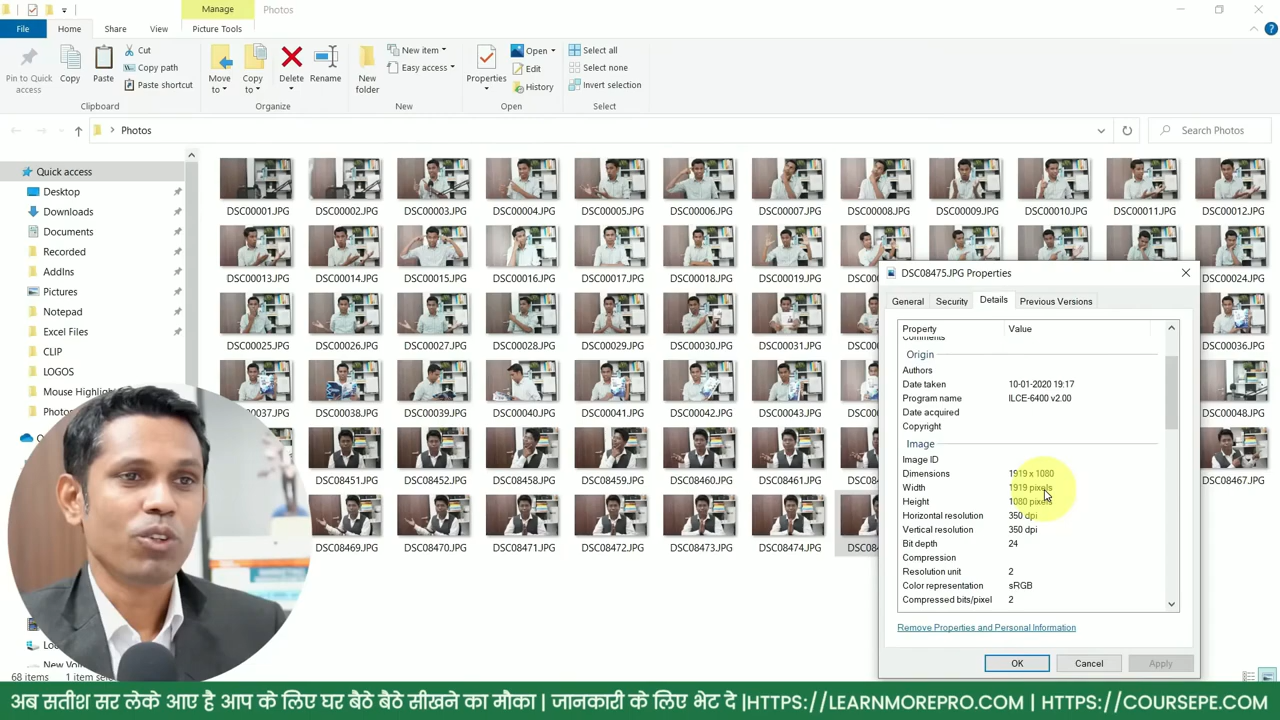 Manage
Photos
File
Home
Share
View
Picture Tools
Pin to Quick access
Copy
Paste
Cut
Copy path
Paste shortcut
Clipboard
Move to
Copy to
Delete
Rename
Organize
New folder
New item
Easy access
New
Properties
Open
Edit
History
Open
Select all
Select none
Invert selection
Select
Photos
Search Photos
Quick access
Desktop
Downloads
Documents
Recorded
AddIns
Pictures
Notepad
Excel Files
CLIP
LOGOS
Mouse Highligh
Photos
DSC00001.JPG DSC00002.JPG DSC00003.JPG DSC00004.JPG DSC00005.JPG DSC00006.JPG DSC00007.JPG DSC00008.JPG DSC00009.JPG DSC00010.JPG DSC00011.JPG DSC00012.JPG
DSC00013.JPG DSC00014.JPG DSC00015.JPG DSC00016.JPG DSC00017.JPG DSC00018.JPG DSC00019.JPG DSC00024.JPG
DSC00025.JPG DSC00026.JPG DSC00027.JPG DSC00028.JPG DSC00029.JPG DSC00030.JPG DSC00031.JPG DSC00036.JPG
DSC00037.JPG DSC00038.JPG DSC00039.JPG DSC00040.JPG DSC00041.JPG DSC00042.JPG DSC00043.JPG DSC00048.JPG
DSC08451.JPG DSC08452.JPG DSC08458.JPG DSC08459.JPG DSC08460.JPG DSC08461.JPG DSC08467.JPG
DSC08469.JPG DSC08470.JPG DSC08471.JPG DSC08472.JPG DSC08473.JPG DSC08474.JPG
DSC08475.JPG Properties
General Security Details Previous Versions
Property Value
Comments
Origin
Authors
Date taken 10-01-2020 19:17
Program name ILCE-6400 v2.00
Date acquired
Copyright
Image
Image ID
Dimensions 1919 x 1080
Width 1919 pixels
Height 1080 pixels
Horizontal resolution 350 dpi
Vertical resolution 350 dpi
Bit depth 24
Compression
Resolution unit 2
Color representation sRGB
Compressed bits/pixel 2
Remove Properties and Personal Information
OK Cancel Apply
68 items
अब सतीश सर लेके आए है आप के लिए घर बैठे बैठे सीखने का मौका | जानकारी के लिए भेट दे |HTTPS://LEARNMOREPRO.COM | HTTPS://COURSEPE.COM